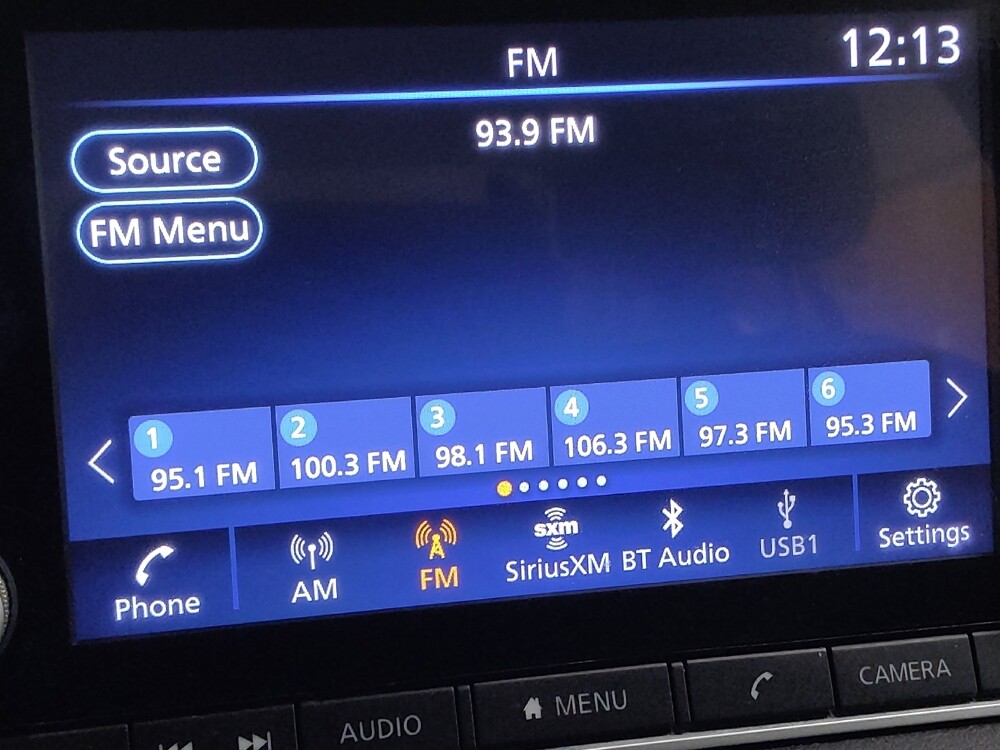 FM
12:13
93.9 FM
Source
FM Menu
1
95.1 FM
2
100.3 FM
3
98.1 FM
4
106.3 FM
5
97.3 FM
6
95.3 FM
Phone
AM
FM
sxm
SiriusXM
BT Audio
USB1
Settings
AUDIO
MENU
CAMERA